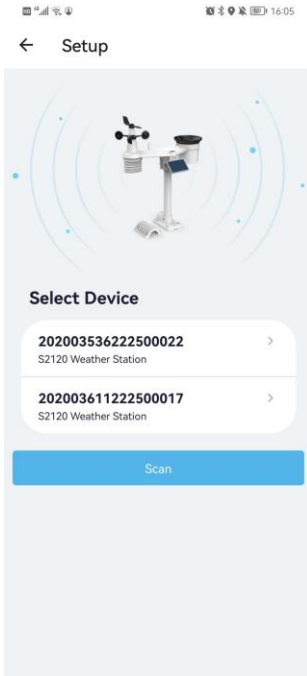 16:05
Setup
Select Device
202003536222500022
S2120 Weather Station
202003611222500017
S2120 Weather Station
Scan